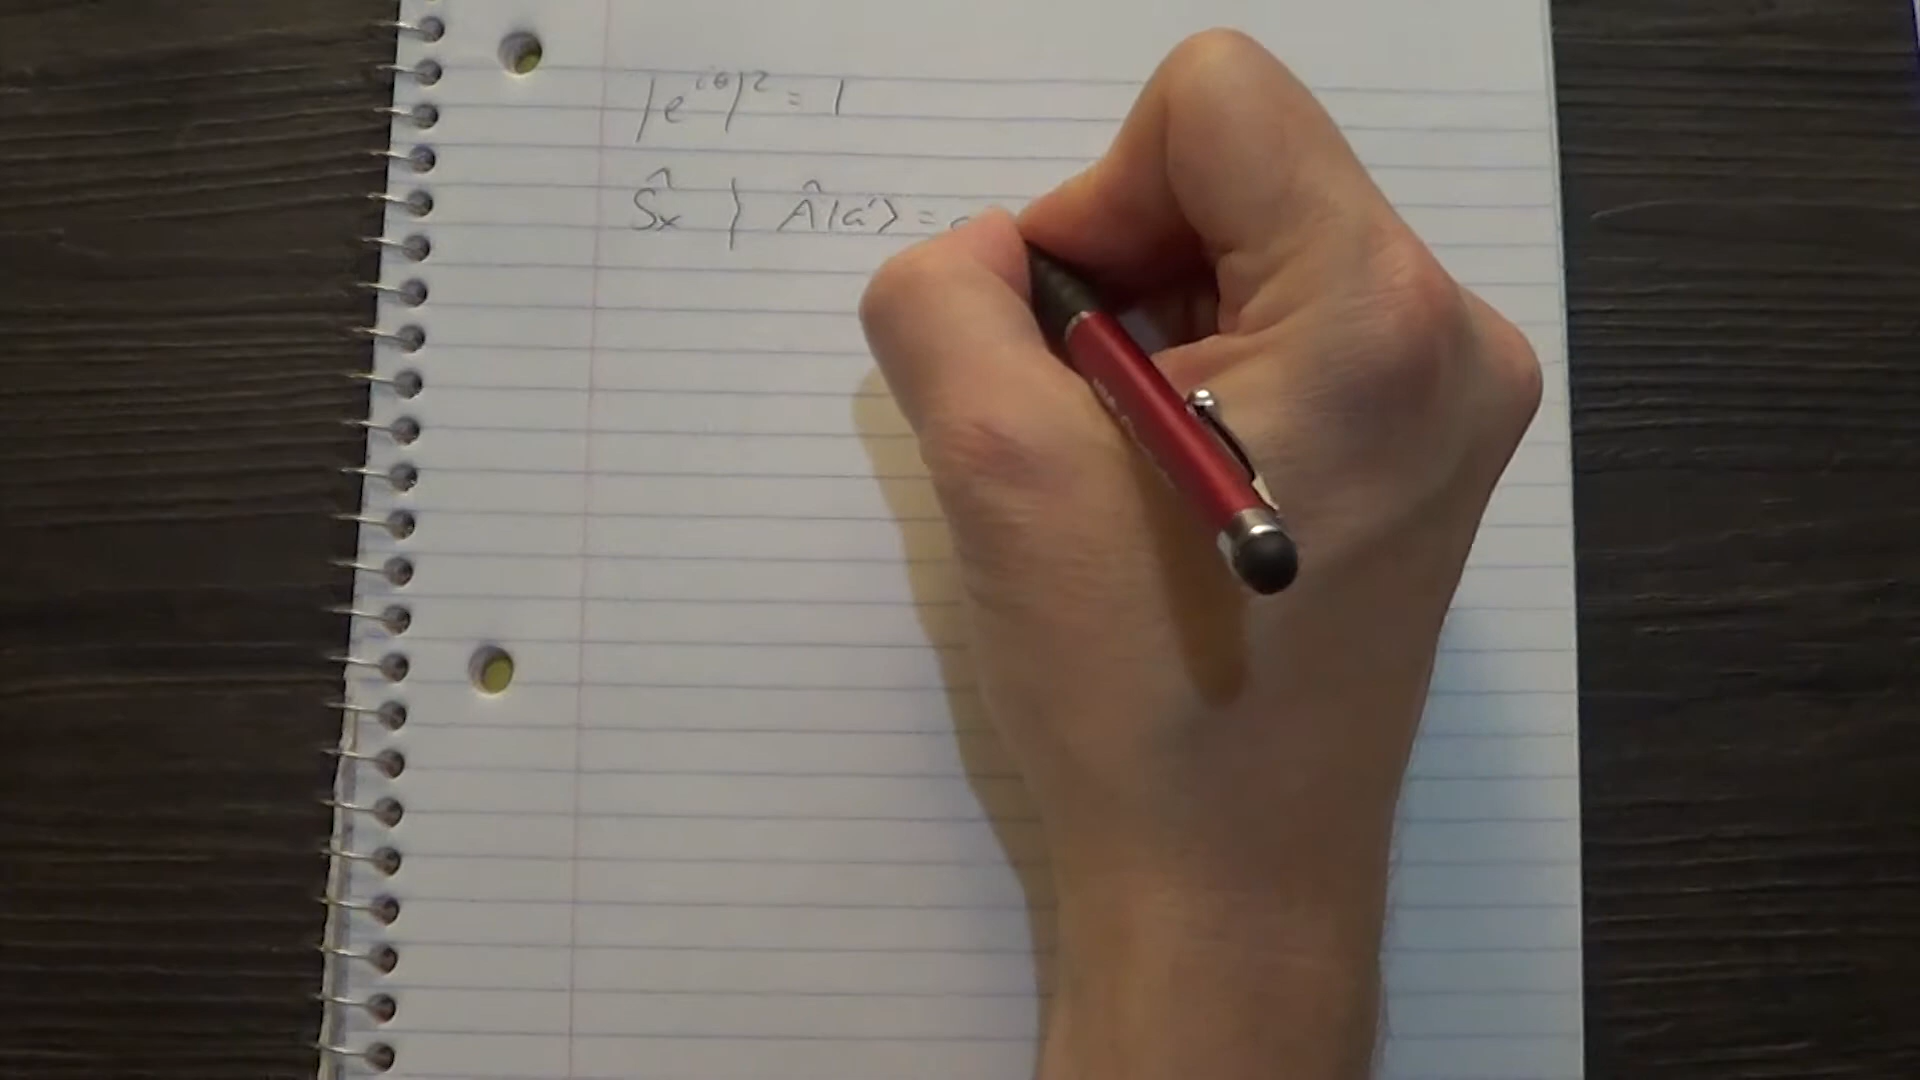 |e^{iθ}|² = 1
Ŝₓ } Â|a'⟩ =